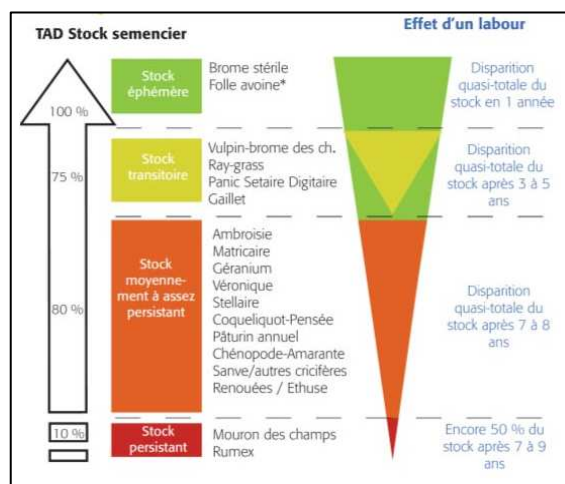 Effet d'un labour
TAD Stock semencier
100 %
Stock
éphémère
Brome stérile
Folle avoine*
Disparition
quasi-totale du
stock en 1 année
75 %
Stock
transitoire
Vulpin-brome des ch.
Ray-grass
Panic Setaire Digitaire
Gaillet
Disparition
quasi-totale du
stock après 3 à 5
ans
80 %
Stock
moyenne-
ment à assez
persistant
Ambroisie
Matricaire
Géranium
Véronique
Stellaire
Coqueliquot-Pensée
Pâturin annuel
Chénopode-Amarante
Sanve/autres cricifères
Renouées / Ethuse
Disparition
quasi-totale du
stock après 7 à 8
ans
10 %
Stock
persistant
Mouron des champs
Rumex
Encore 50 % du
stock après 7 à 9
ans